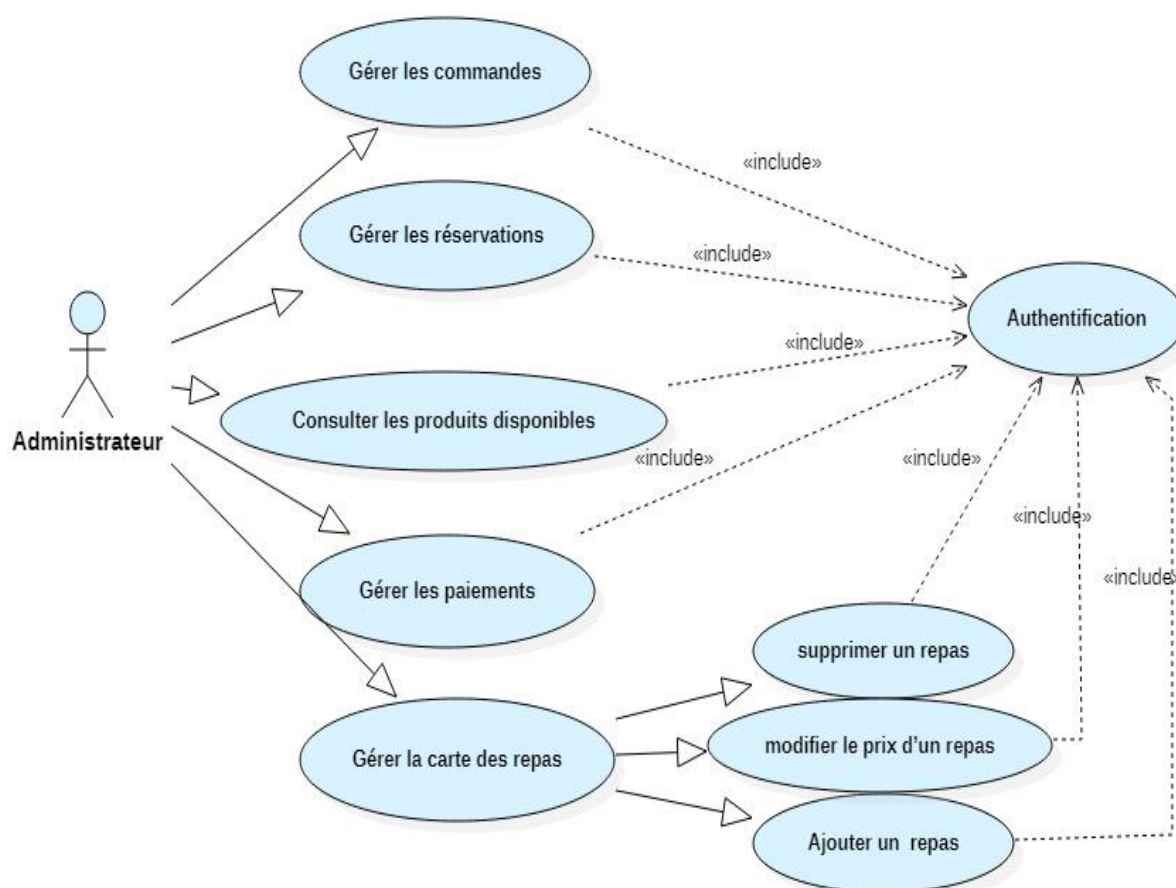 Gérer les commandes
«include»
Gérer les réservations
«include»
Authentification
«include»
Consulter les produits disponibles
Administrateur
«include»
«include»
«include»
«include»
Gérer les paiements
supprimer un repas
modifier le prix d'un repas
Gérer la carte des repas
Ajouter un repas